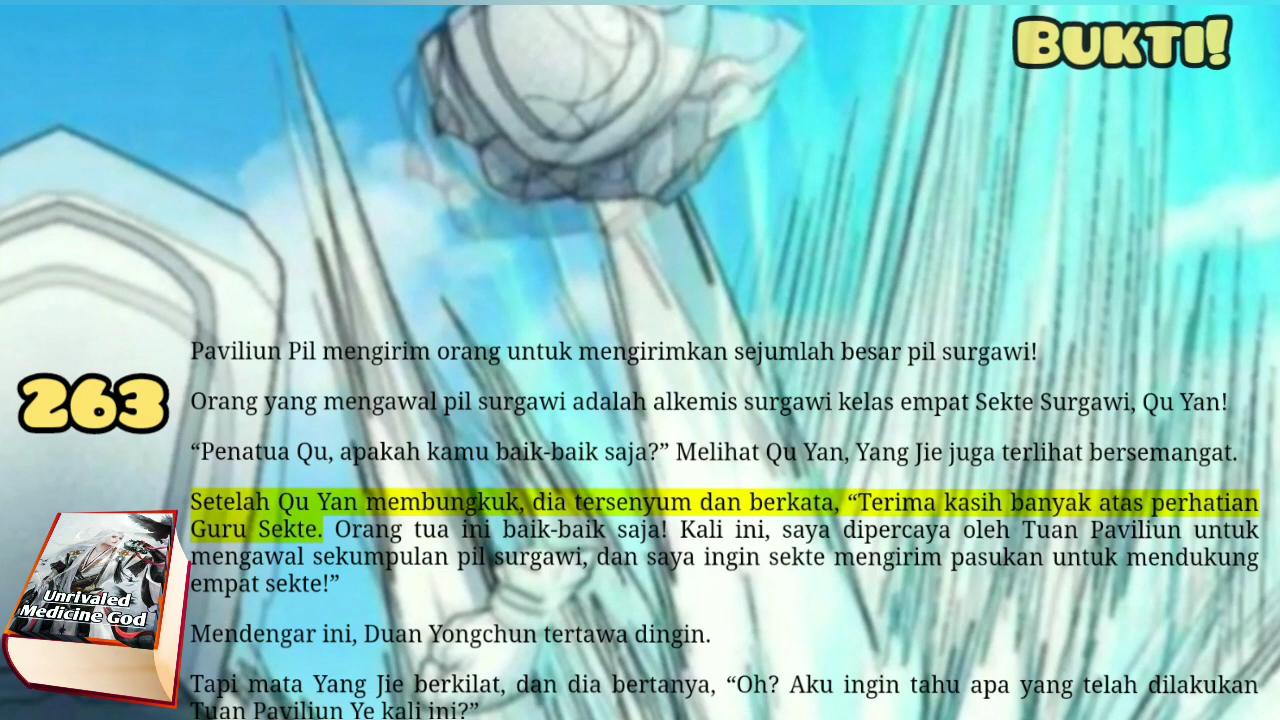 BUKTI!
Paviliun Pil mengirim orang untuk mengirimkan sejumlah besar pil surgawi!
263
Orang yang mengawal pil surgawi adalah alkemis surgawi kelas empat Sekte Surgawi, Qu Yan!
“Penatua Qu, apakah kamu baik-baik saja?” Melihat Qu Yan, Yang Jie juga terlihat bersemangat.
Setelah Qu Yan membungkuk, dia tersenyum dan berkata, “Terima kasih banyak atas perhatian
Guru Sekte. Orang tua ini baik-baik saja! Kali ini, saya dipercaya oleh Tuan Paviliun untuk
mengawal sekumpulan pil surgawi, dan saya ingin sekte mengirim pasukan untuk mendukung
empat sekte!”
Unrivaled
Medicine God
Mendengar ini, Duan Yongchun tertawa dingin.
Tapi mata Yang Jie berkilat, dan dia bertanya, “Oh? Aku ingin tahu apa yang telah dilakukan
Tuan Paviliun Ye kali ini?”